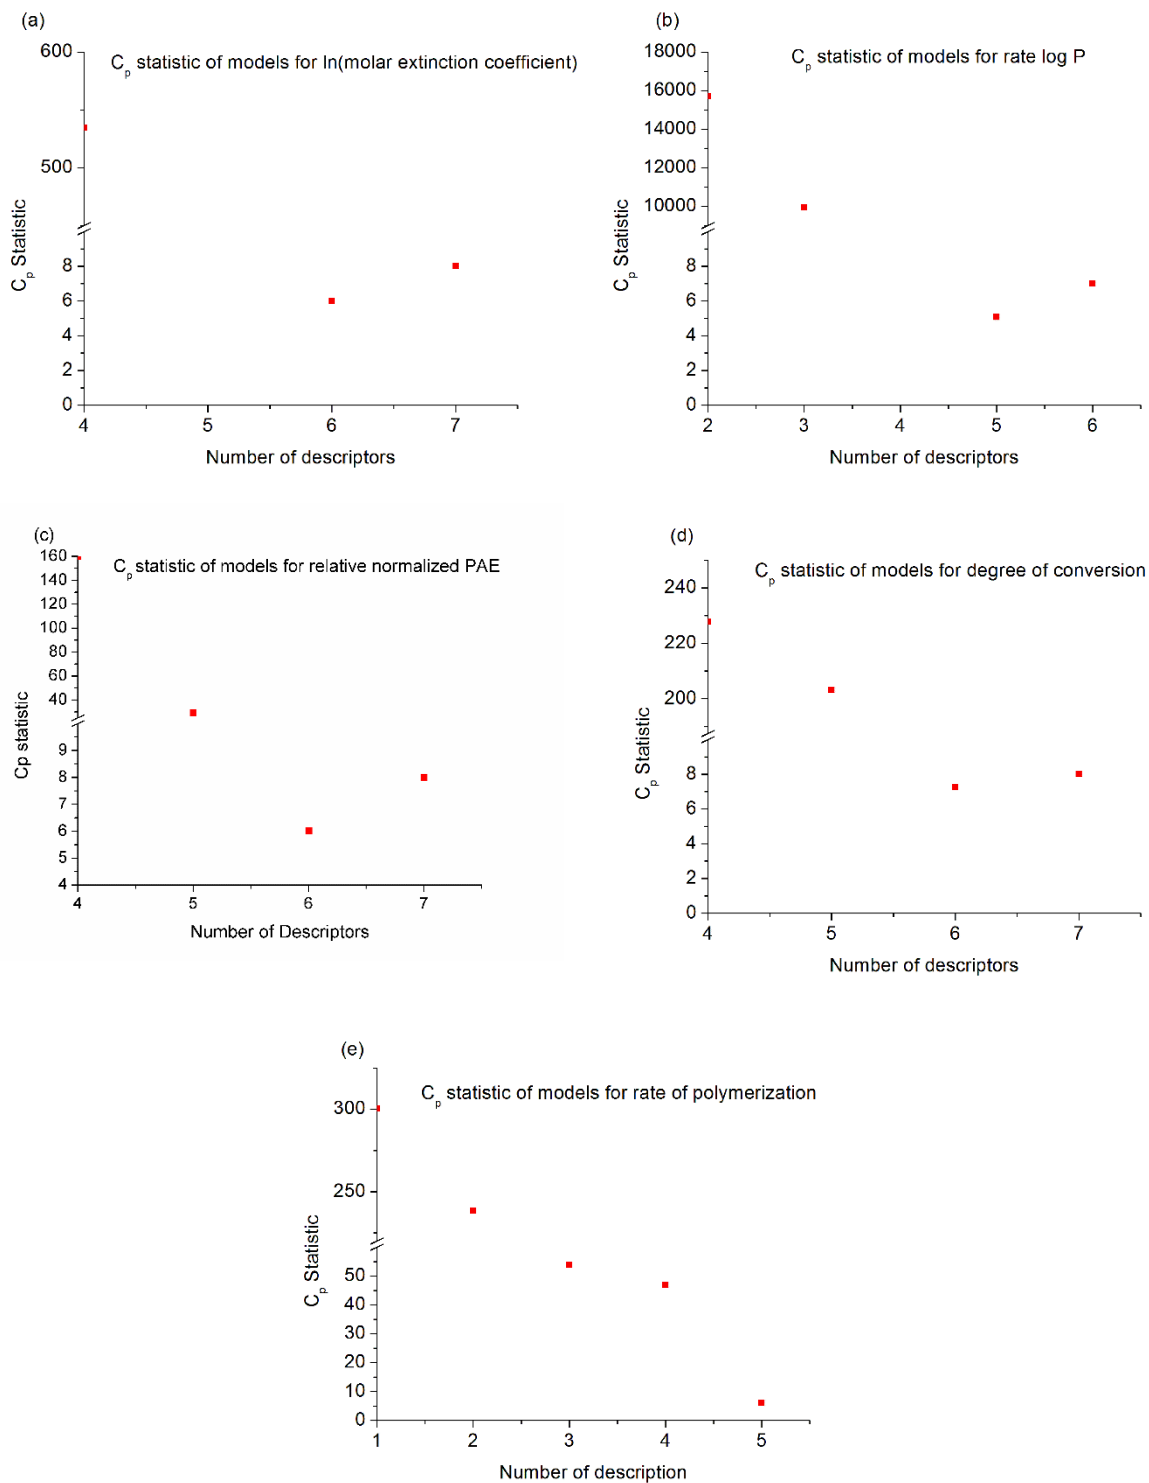 (a)
Cp statistic of models for ln(molar extinction coefficient)
600
500
8
6
4
2
0
4 5 6 7
Cp Statistic
Number of descriptors
(b)
Cp statistic of models for rate log P
18000
16000
14000
12000
10000
8
6
4
2
0
2 3 4 5 6
Cp Statistic
Number of descriptors
(c)
Cp statistic of models for relative normalized PAE
160
140
120
100
80
60
40
9
8
7
6
5
4
4 5 6 7
Cp statistic
Number of Descriptors
(d)
Cp statistic of models for degree of conversion
240
220
200
8
6
4
2
0
4 5 6 7
Cp Statistic
Number of descriptors
(e)
Cp statistic of models for rate of polymerization
300
250
50
40
30
20
10
0
1 2 3 4 5
Cp Statistic
Number of description